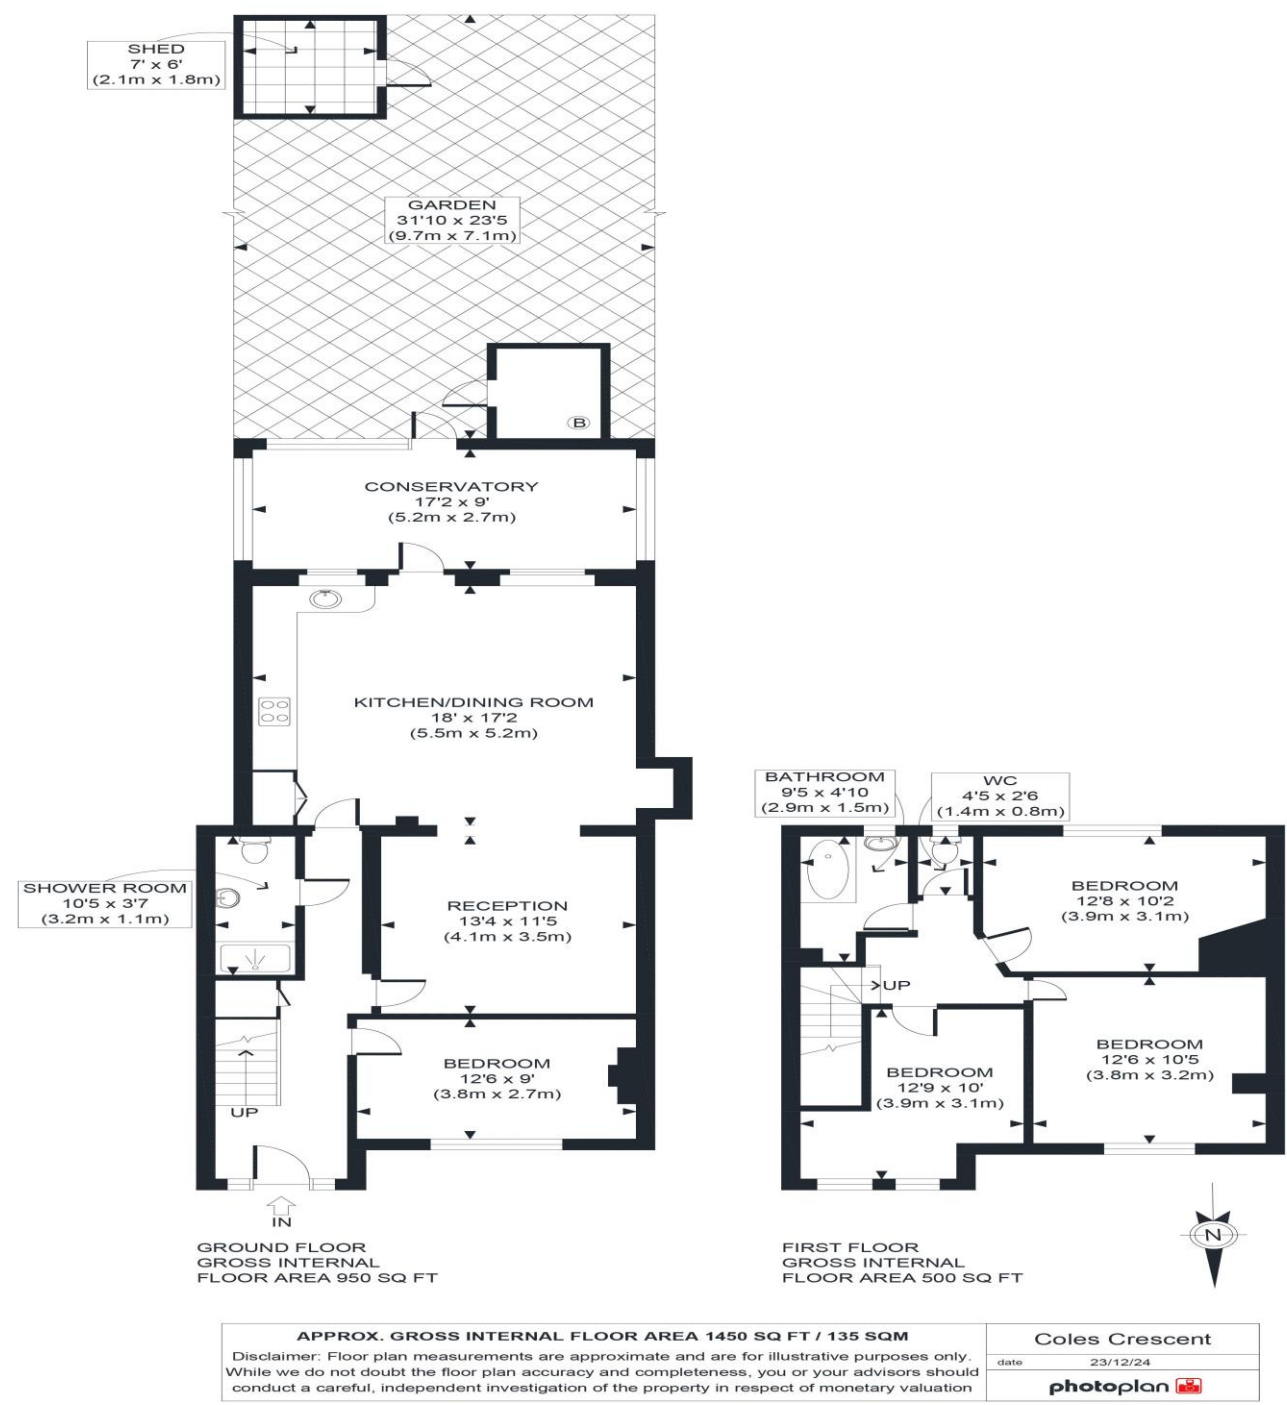 SHED
7' x 6'
(2.1m x 1.8m)
GARDEN
31'10 x 23'5
(9.7m x 7.1m)
B
CONSERVATORY
17'2 x 9'
(5.2m x 2.7m)
KITCHEN/DINING ROOM
18' x 17'2
(5.5m x 5.2m)
SHOWER ROOM
10'5 x 3'7
(3.2m x 1.1m)
RECEPTION
13'4 x 11'5
(4.1m x 3.5m)
BEDROOM
12'6 x 9'
(3.8m x 2.7m)
UP
IN
GROUND FLOOR
GROSS INTERNAL
FLOOR AREA 950 SQ FT
BATHROOM
9'5 x 4'10
(2.9m x 1.5m)
WC
4'5 x 2'6
(1.4m x 0.8m)
BEDROOM
12'8 x 10'2
(3.9m x 3.1m)
UP
BEDROOM
12'6 x 10'5
(3.8m x 3.2m)
BEDROOM
12'9 x 10'
(3.9m x 3.1m)
N
FIRST FLOOR
GROSS INTERNAL
FLOOR AREA 500 SQ FT
APPROX. GROSS INTERNAL FLOOR AREA 1450 SQ FT / 135 SQM
Disclaimer: Floor plan measurements are approximate and are for illustrative purposes only.
While we do not doubt the floor plan accuracy and completeness, you or your advisors should
conduct a careful, independent investigation of the property in respect of monetary valuation
Coles Crescent
date 23/12/24
photoplan